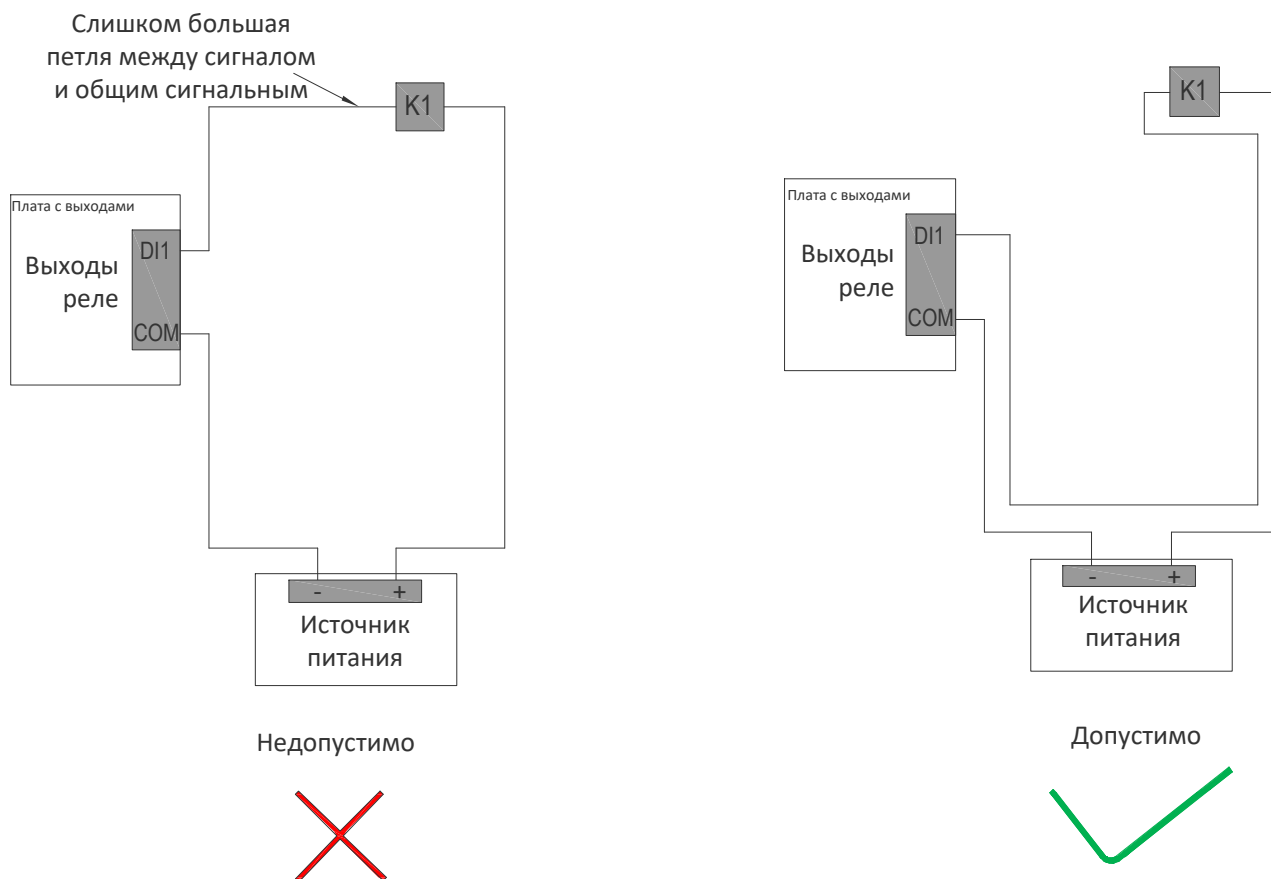 Слишком большая
петля между сигналом
и общим сигнальным
K1
Плата с выходами
DI1
Выходы
реле
COM
- +
Источник
питания
Недопустимо
K1
Плата с выходами
DI1
Выходы
реле
COM
- +
Источник
питания
Допустимо